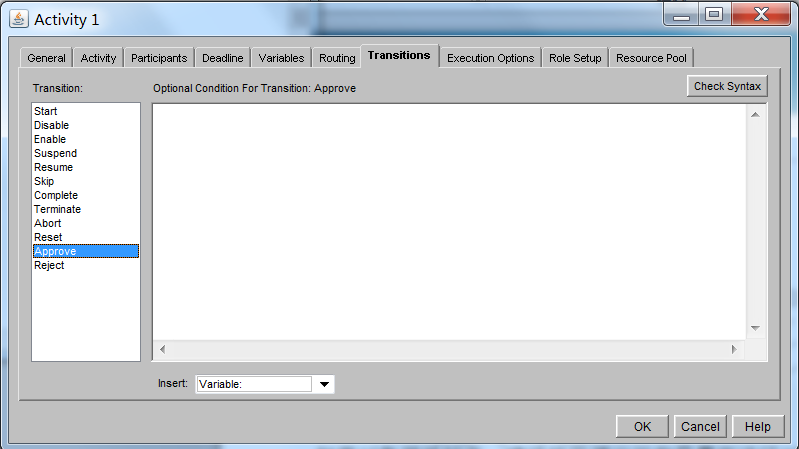 Activity 1
General Activity Participants Deadline Variables Routing Transitions Execution Options Role Setup Resource Pool
Transition: Optional Condition For Transition: Approve Check Syntax
Start
Disable
Enable
Suspend
Resume
Skip
Complete
Terminate
Abort
Reset
Approve
Reject
Insert: Variable:
OK Cancel Help